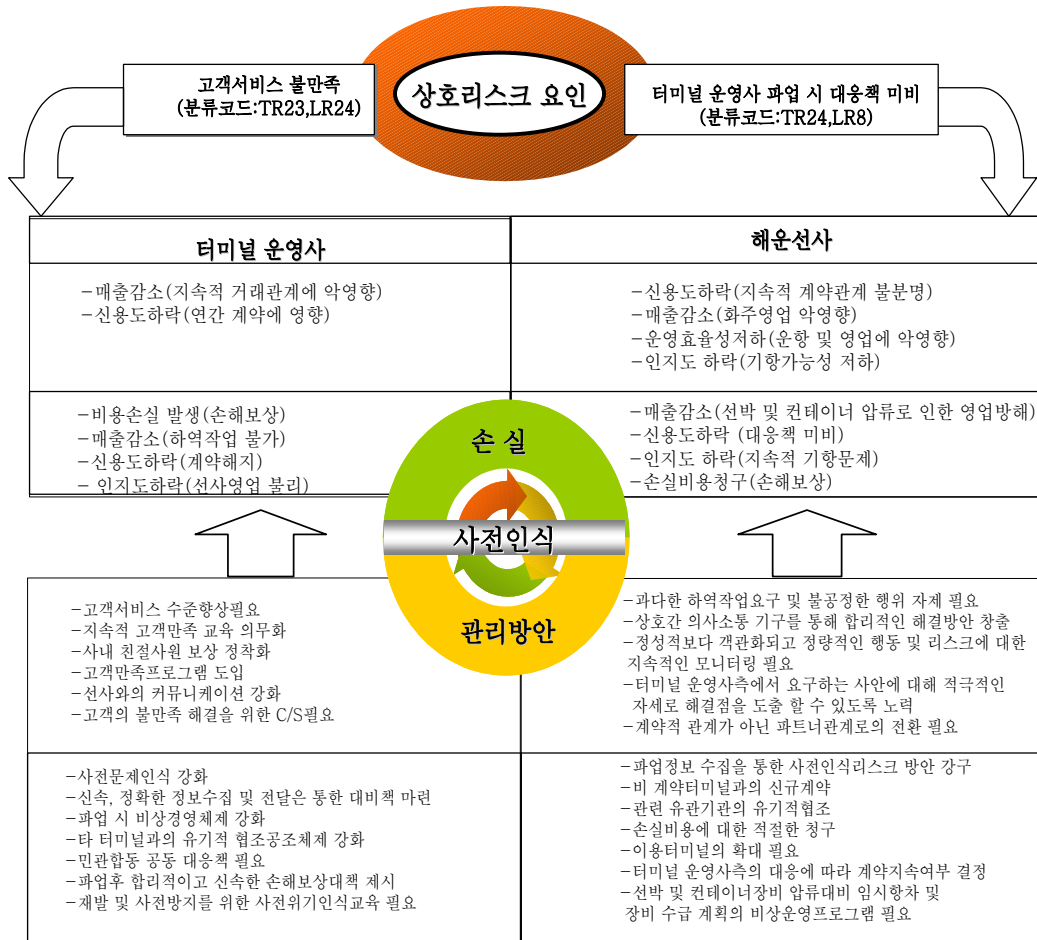 고객서비스 불만족
(분류코드:TR23,LR24)
상호리스크 요인
터미널 운영사 파업 시 대응책 미비
(분류코드:TR24,LR8)
터미널 운영사
해운선사
-매출감소(지속적 거래관계에 악영향)
-신용도하락(연간 계약에 영향)
-신용도하락(지속적 계약관계 불분명)
-매출감소(화주영업 악영향)
-운영효율성저하(운항 및 영업에 악영향)
-인지도 하락(기항가능성 저하)
-비용손실 발생(손해보상)
-매출감소(하역작업 불가)
-신용도하락(계약해지)
- 인지도하락(선사영업 불리)
-매출감소(선박 및 컨테이너 압류로 인한 영업방해)
-신용도하락 (대응책 미비)
-인지도 하락(지속적 기항문제)
-손실비용청구(손해보상)
손 실
사전인식
관리방안
-고객서비스 수준향상필요
-지속적 고객만족 교육 의무화
-사내 친절사원 보상 정착화
-고객만족프로그램 도입
-선사와의 커뮤니케이션 강화
-고객의 불만족 해결을 위한 C/S필요
-과다한 하역작업요구 및 불공정한 행위 자제 필요
-상호간 의사소통 기구를 통해 합리적인 해결방안 창출
-정성적보다 객관화되고 정량적인 행동 및 리스크에 대한
지속적인 모니터링 필요
-터미널 운영사측에서 요구하는 사안에 대해 적극적인
자세로 해결점을 도출 할 수 있도록 노력
-계약적 관계가 아닌 파트너관계로의 전환 필요
-사전문제인식 강화
-신속, 정확한 정보수집 및 전달은 통한 대비책 마련
-파업 시 비상경영체제 강화
-타 터미널과의 유기적 협조공조체제 강화
-민관합동 공동 대응책 필요
-파업후 합리적이고 신속한 손해보상대책 제시
-재발 및 사전방지를 위한 사전위기인식교육 필요
-파업정보 수집을 통한 사전인식리스크 방안 강구
-비 계약터미널과의 신규계약
-관련 유관기관의 유기적협조
-손실비용에 대한 적절한 청구
-이용터미널의 확대 필요
-터미널 운영사측의 대응에 따라 계약지속여부 결정
-선박 및 컨테이너장비 압류대비 임시항차 및
장비 수급 계획의 비상운영프로그램 필요